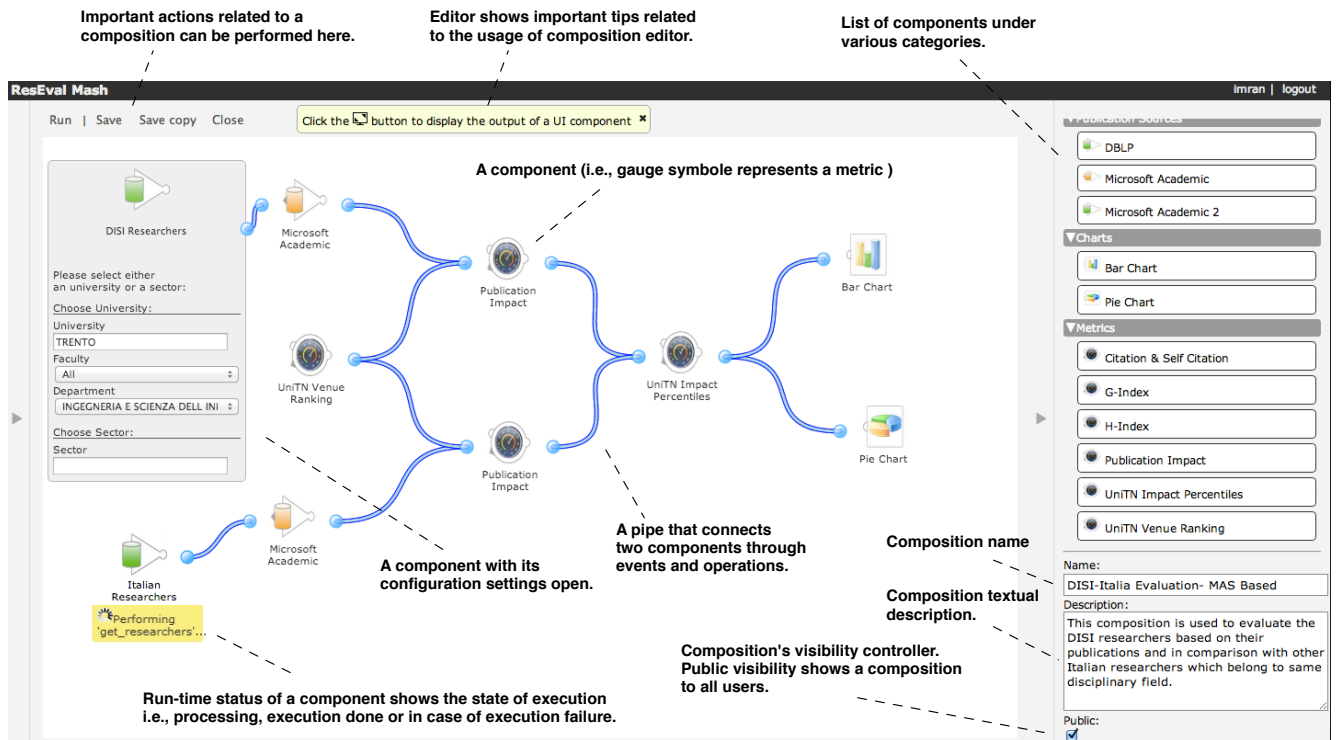 Important actions related to a
composition can be performed here.
Editor shows important tips related
to the usage of composition editor.
List of components under
various categories.
ResEval Mash
imran | logout
Run | Save Save copy Close
Click the button to display the output of a UI component ×
A component (i.e., gauge symbole represents a metric )
DISI Researchers
Please select either
an university or a sector:
Choose University:
University
TRENTO
Faculty
All
Department
INGEGNERIA E SCIENZA DELL INI
Choose Sector:
Sector
Microsoft
Academic
UniTN Venue
Ranking
Publication
Impact
Publication
Impact
UniTN Impact
Percentiles
Bar Chart
Pie Chart
Microsoft
Academic
Italian
Researchers
Performing
'get_researchers'...
A component with its
configuration settings open.
A pipe that connects
two components through
events and operations.
Run-time status of a component shows the state of execution
i.e., processing, execution done or in case of execution failure.
Composition name
Composition textual
description.
Composition's visibility controller.
Public visibility shows a composition
to all users.
Publication Sources
DBLP
Microsoft Academic
Microsoft Academic 2
Charts
Bar Chart
Pie Chart
Metrics
Citation & Self Citation
G-Index
H-Index
Publication Impact
UniTN Impact Percentiles
UniTN Venue Ranking
Name:
DISI-Italia Evaluation- MAS Based
Description:
This composition is used to evaluate the
DISI researchers based on their
publications and in comparison with other
Italian researchers which belong to same
disciplinary field.
Public: